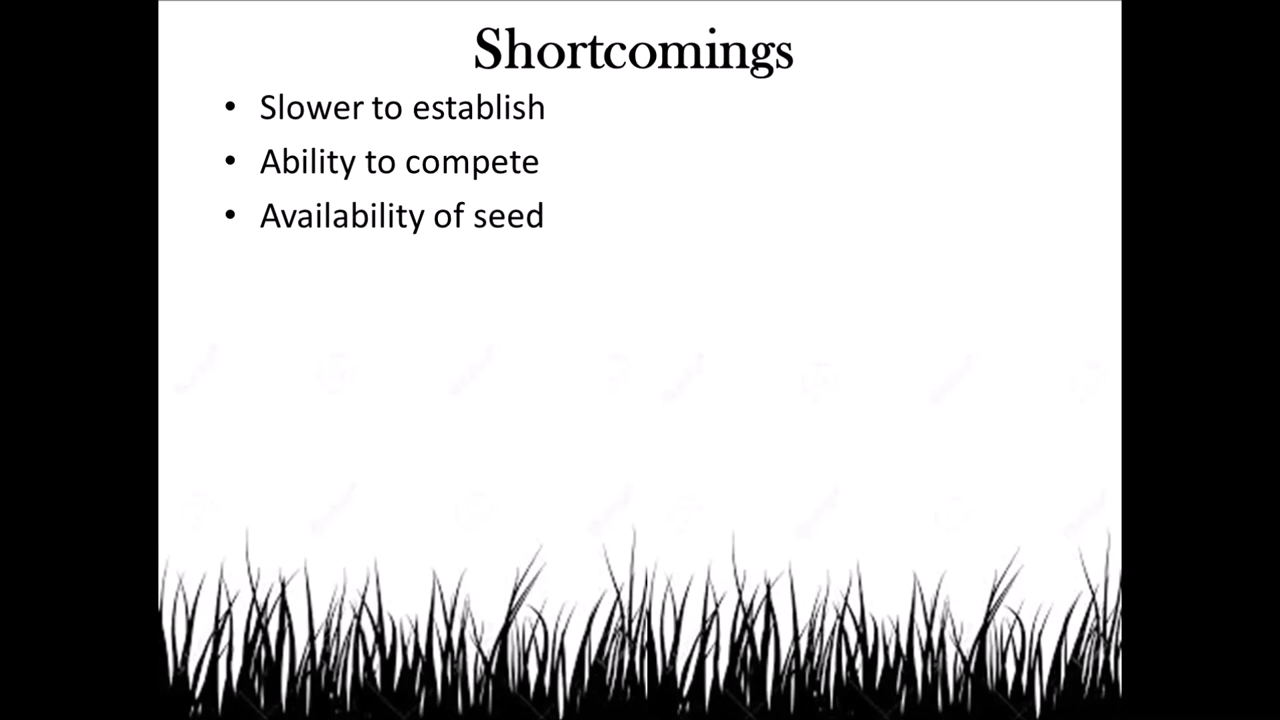 Shortcomings
• Slower to establish
• Ability to compete
• Availability of seed